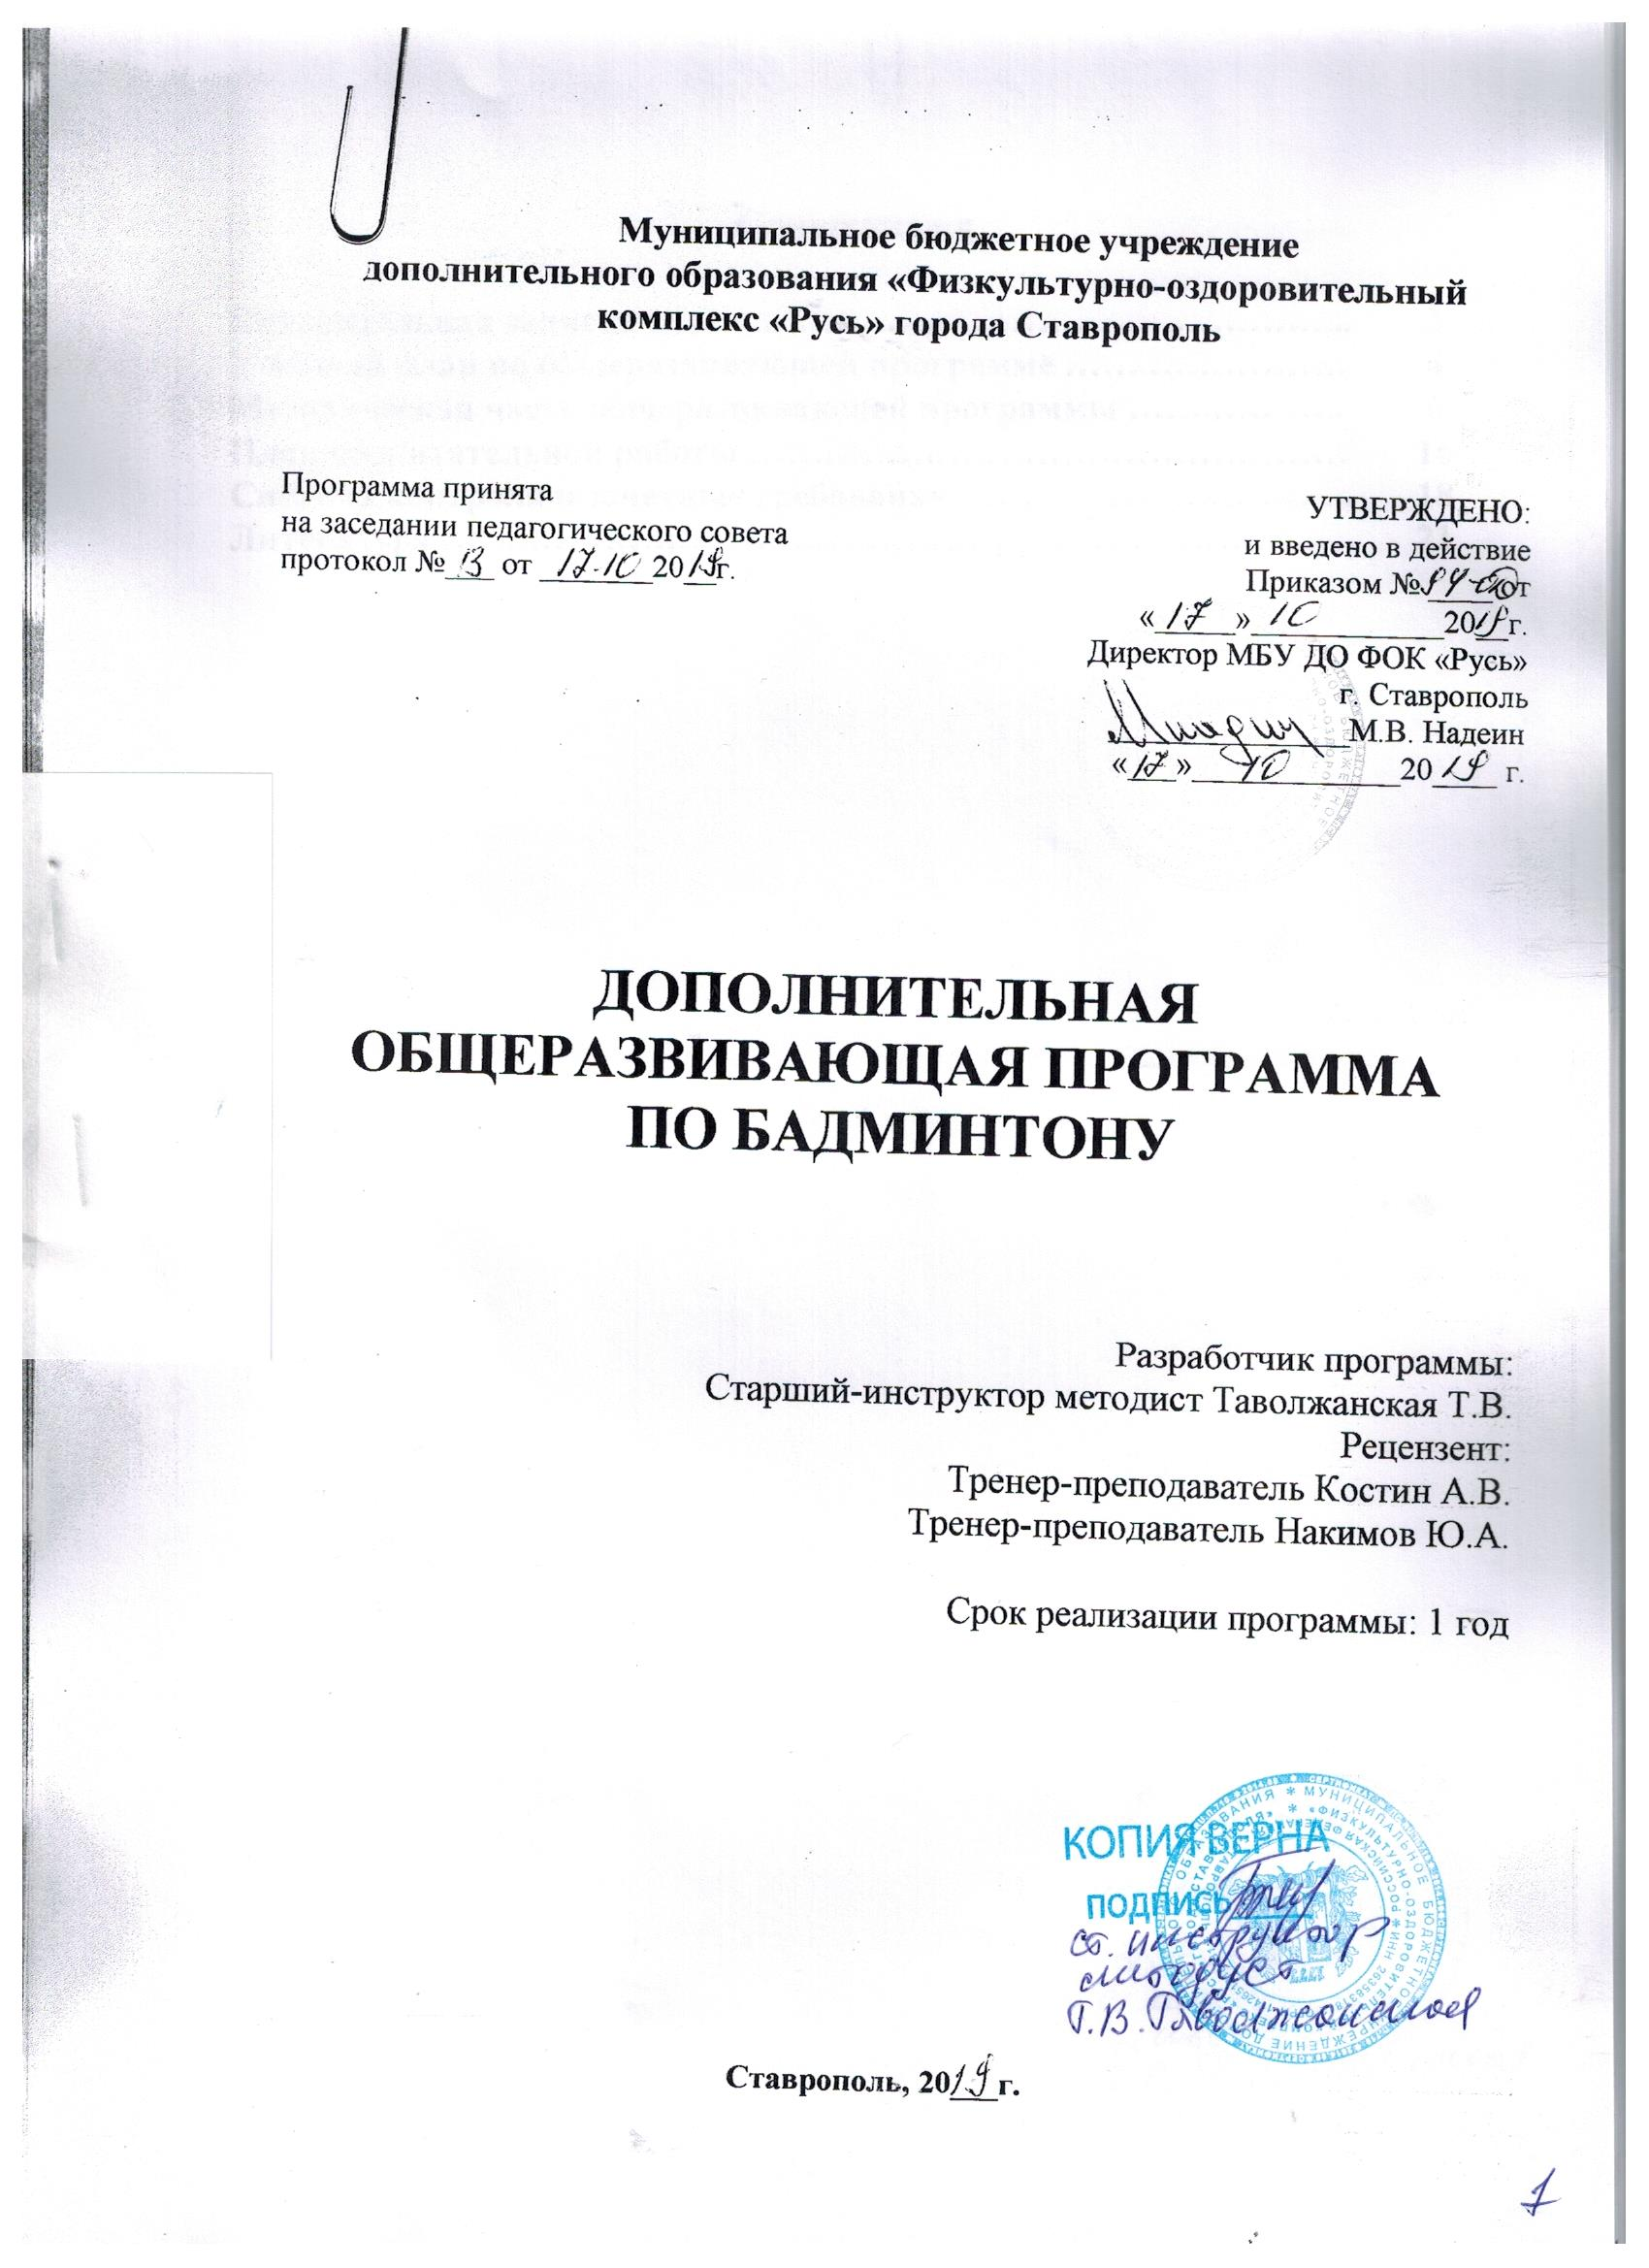 Муниципальное бюджетное учреждение
дополнительного образования «Физкультурно-оздоровительный
комплекс «Русь» города Ставрополь
Программа принята
на заседании педагогического совета
протокол № 13 от 17.10 2019г.
УТВЕРЖДЕНО:
и введено в действие
Приказом № от
«17» 10 2019г.
Директор МБУ ДО ФОК «Русь»
г. Ставрополь
М.В. Надеин
«17» 10 2019 г.
ДОПОЛНИТЕЛЬНАЯ
ОБЩЕРАЗВИВАЮЩАЯ ПРОГРАММА
ПО БАДМИНТОНУ
Разработчик программы:
Старший-инструктор методист Таволжанская Т.В.
Рецензент:
Тренер-преподаватель Костин А.В.
Тренер-преподаватель Накимов Ю.А.
Срок реализации программы: 1 год
КОПИЯ ВЕРНА
ПОДПИСЬ
ст. инструктор
методист
Т.В. Таволжанская
Ставрополь, 2019г.
1